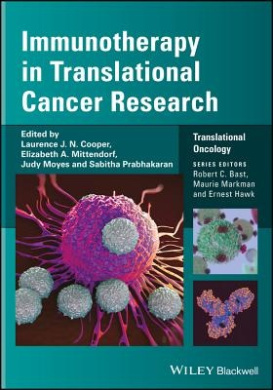 Immunotherapy
in Translational
Cancer Research
Edited by
Laurence J. N. Cooper,
Elizabeth A. Mittendorf,
Judy Moyes and Sabitha Prabhakaran
Translational
Oncology
SERIES EDITORS
Robert C. Bast,
Maurie Markman
and Ernest Hawk
WILEY Blackwell